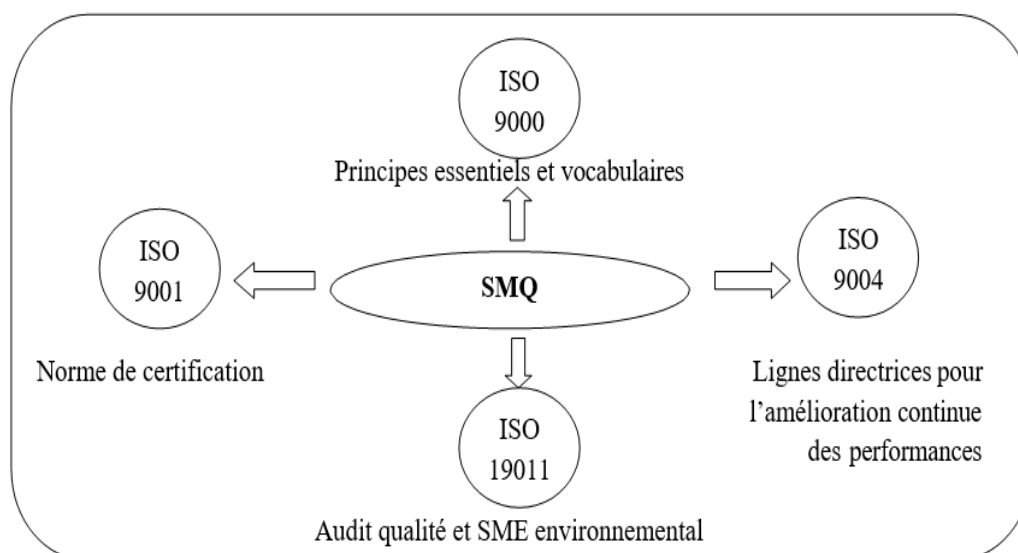 ISO
9000
Principes essentiels et vocabulaires
ISO
9001
Norme de certification
SMQ
ISO
9004
Lignes directrices pour
l’amélioration continue
des performances
ISO
19011
Audit qualité et SME environnemental